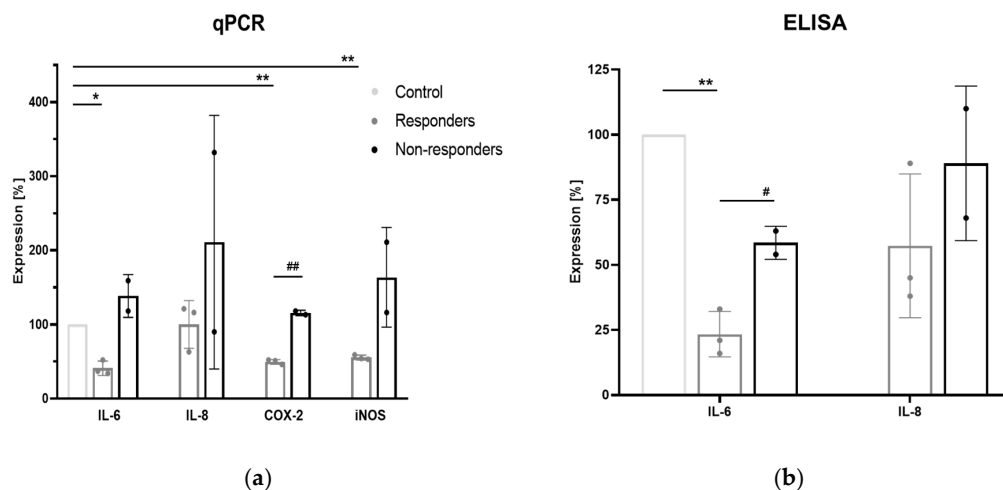 qPCR
**
**
*
##
Control
Responders
Non-responders
Expression [%]
400
300
200
100
0
IL-6 IL-8 COX-2 iNOS
(a)
ELISA
**
#
Expression [%]
125
100
75
50
25
0
IL-6 IL-8
(b)